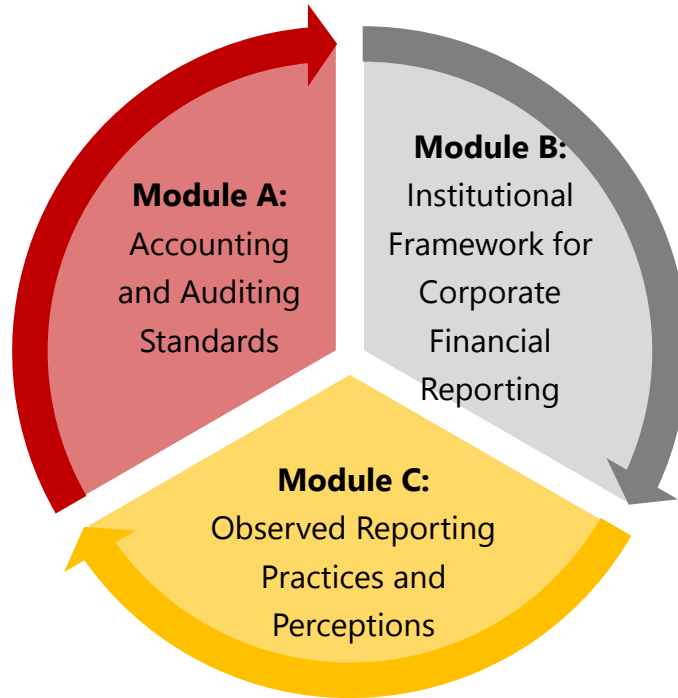 Module A:
Accounting
and Auditing
Standards
Module B:
Institutional
Framework for
Corporate
Financial
Reporting
Module C:
Observed Reporting
Practices and
Perceptions